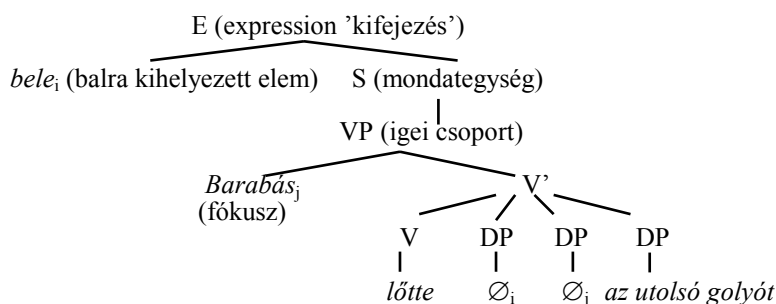 E (expression ’kifejezés’)
beleᵢ (balra kihelyezett elem) S (mondategység)
VP (igei csoport)
Barabásⱼ V’
(fókusz)
V DP DP DP
lőtte ∅ᵢ ∅ⱼ az utolsó golyót